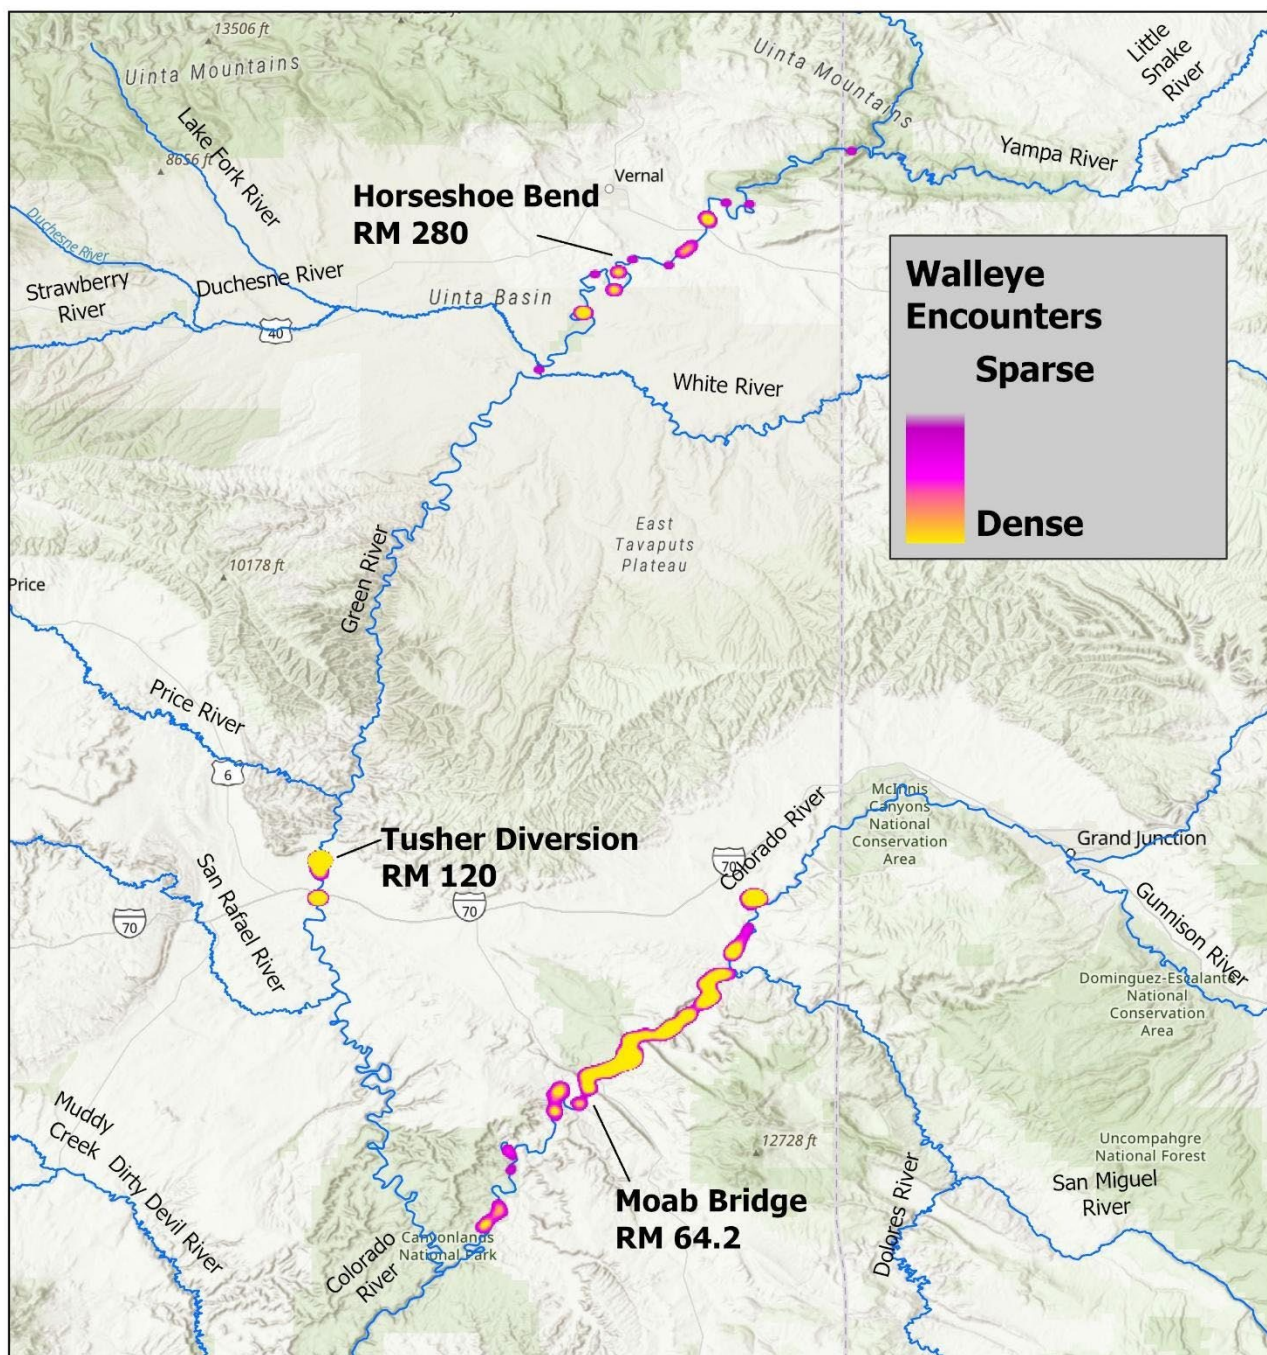 13506 ft
Uinta Mountains
Uinta Mountains
Little
Snake
River
Lake Fork River
8656 ft
Yampa River
Vernal
Horseshoe Bend
RM 280
Duchesne River
Strawberry
River
Duchesne River
Uinta Basin
40
White River
Walleye
Encounters
Sparse
Dense
East
Tavaputs
Plateau
Green River
10178 ft
Price
Price River
6
Tusher Diversion
RM 120
San Rafael River
70
70
70
Colorado River
McInnis
Canyons
National
Conservation
Area
Grand Junction
Gunnison River
Dominguez-Escalante
National
Conservation
Area
Muddy
Creek
Dirty Devil River
12728 ft
Uncompahgre
National Forest
San Miguel
River
Moab Bridge
RM 64.2
Dolores River
Canyonlands
National Park
Colorado
River